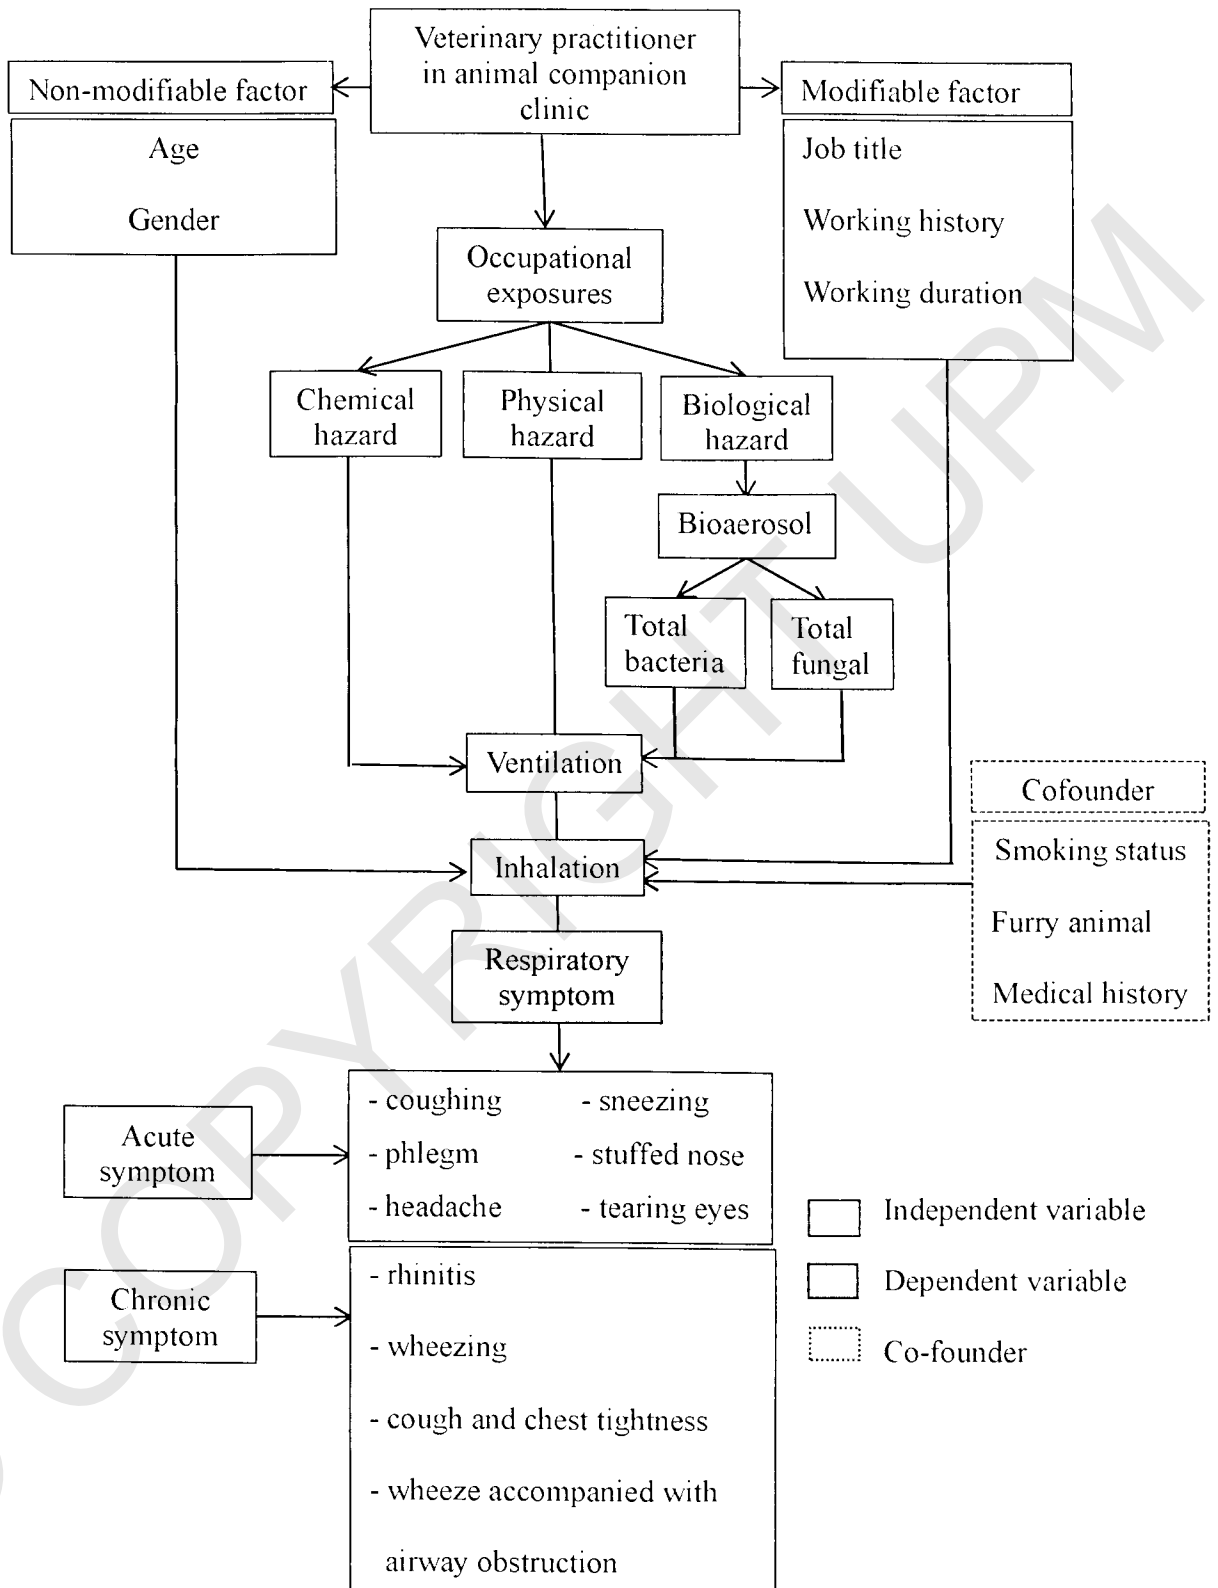 Veterinary practitioner
in animal companion
clinic
Non-modifiable factor
Modifiable factor
Age
Gender
Job title
Working history
Working duration
Occupational
exposures
Chemical
hazard
Physical
hazard
Biological
hazard
Bioaerosol
Total
bacteria
Total
fungal
Ventilation
Inhalation
Cofounder
Smoking status
Furry animal
Medical history
Respiratory
symptom
Acute
symptom
- coughing - sneezing
- phlegm - stuffed nose
- headache - tearing eyes
Chronic
symptom
- rhinitis
- wheezing
- cough and chest tightness
- wheeze accompanied with
airway obstruction
Independent variable
Dependent variable
Co-founder
COPYRIGHT UPM